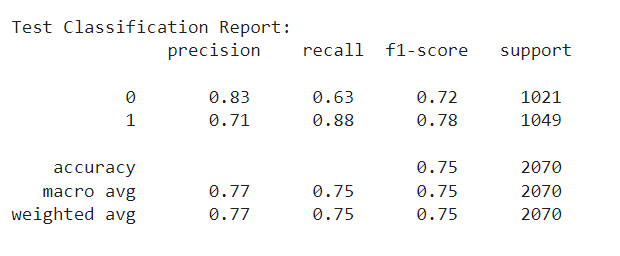 Test Classification Report:
precision recall f1-score support
0 0.83 0.63 0.72 1021
1 0.71 0.88 0.78 1049
accuracy 0.75 2070
macro avg 0.77 0.75 0.75 2070
weighted avg 0.77 0.75 0.75 2070